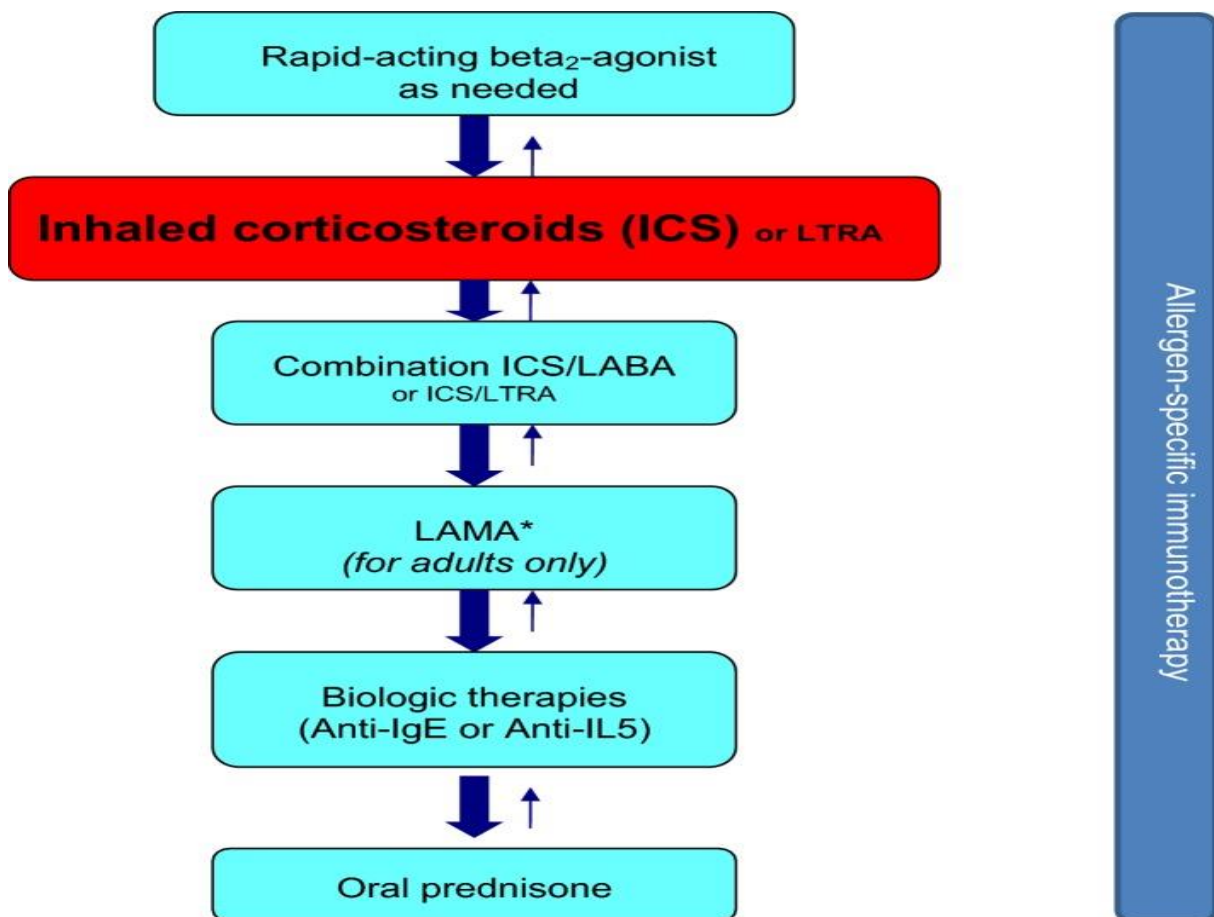 Rapid-acting beta₂-agonist
as needed
Inhaled corticosteroids (ICS) or LTRA
Combination ICS/LABA
or ICS/LTRA
LAMA*
(for adults only)
Biologic therapies
(Anti-IgE or Anti-IL5)
Oral prednisone
Allergen-specific immunotherapy